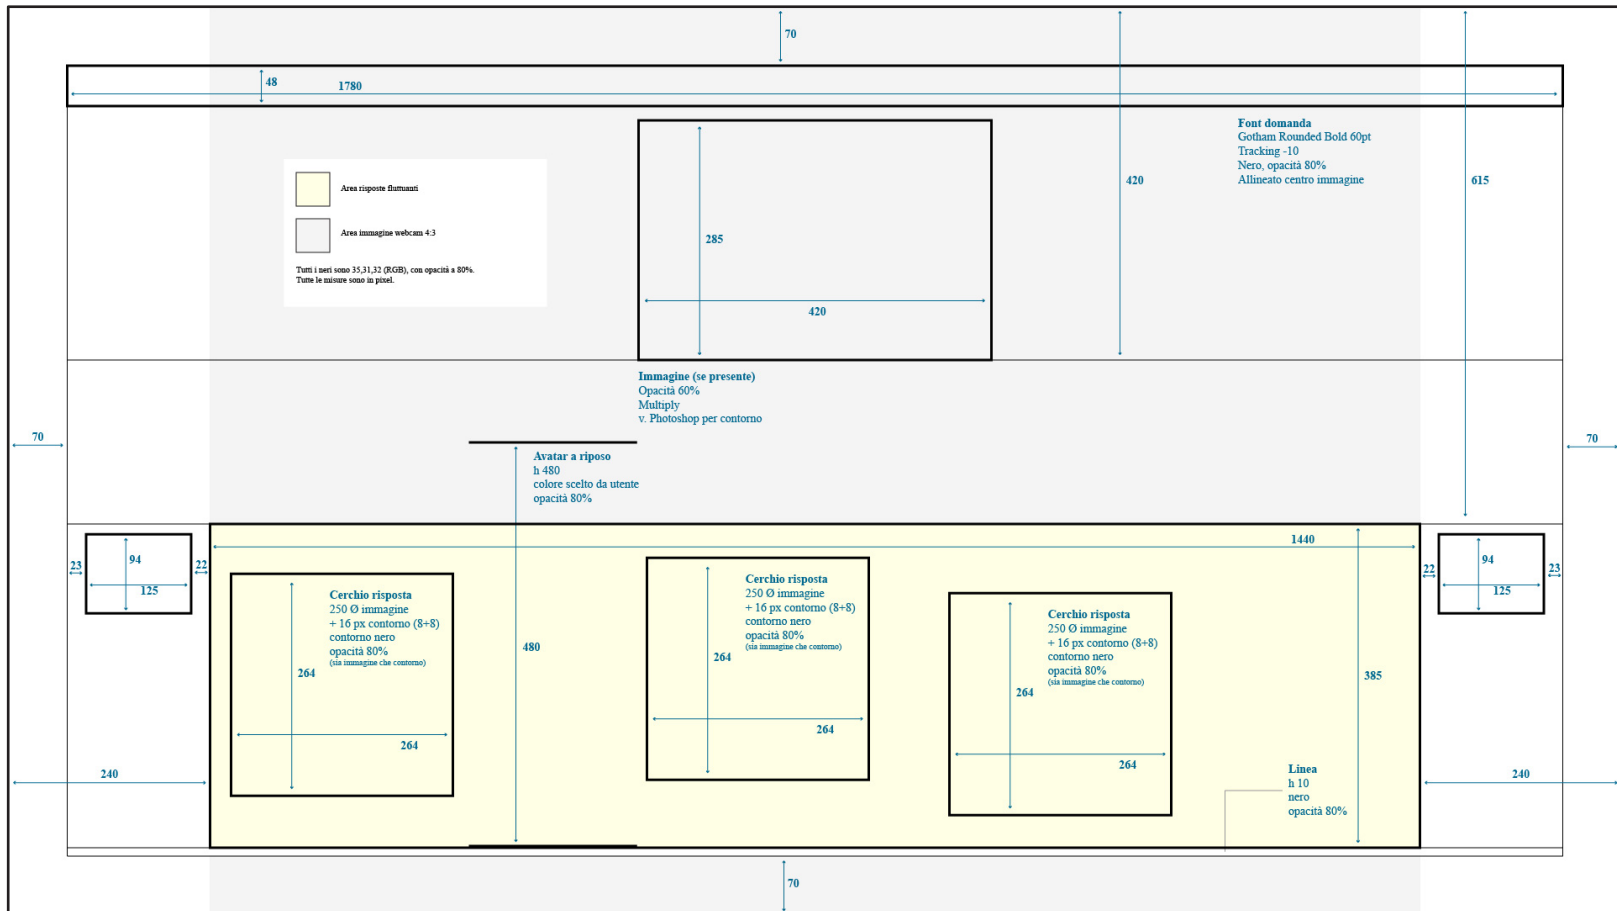 70
48
1780
Font domanda
Gotham Rounded Bold 60pt
Tracking -10
Nero, opacità 80%
Allineato centro immagine
420
615
Area risposte fluttuanti
Area immagine webcam 4:3
Tutti i neri sono 35,31,32 (RGB), con opacità a 80%.
Tutte le misure sono in pixel.
285
420
Immagine (se presente)
Opacità 60%
Multiply
v. Photoshop per contorno
70
70
Avatar a riposo
h 480
colore scelto da utente
opacità 80%
1440
23
94
125
22
22
94
125
23
Cerchio risposta
250 Ø immagine
+ 16 px contorno (8+8)
contorno nero
opacità 80%
(sia immagine che contorno)
264
264
480
Cerchio risposta
250 Ø immagine
+ 16 px contorno (8+8)
contorno nero
opacità 80%
(sia immagine che contorno)
264
264
Cerchio risposta
250 Ø immagine
+ 16 px contorno (8+8)
contorno nero
opacità 80%
(sia immagine che contorno)
264
264
385
240
Linea
h 10
nero
opacità 80%
240
70